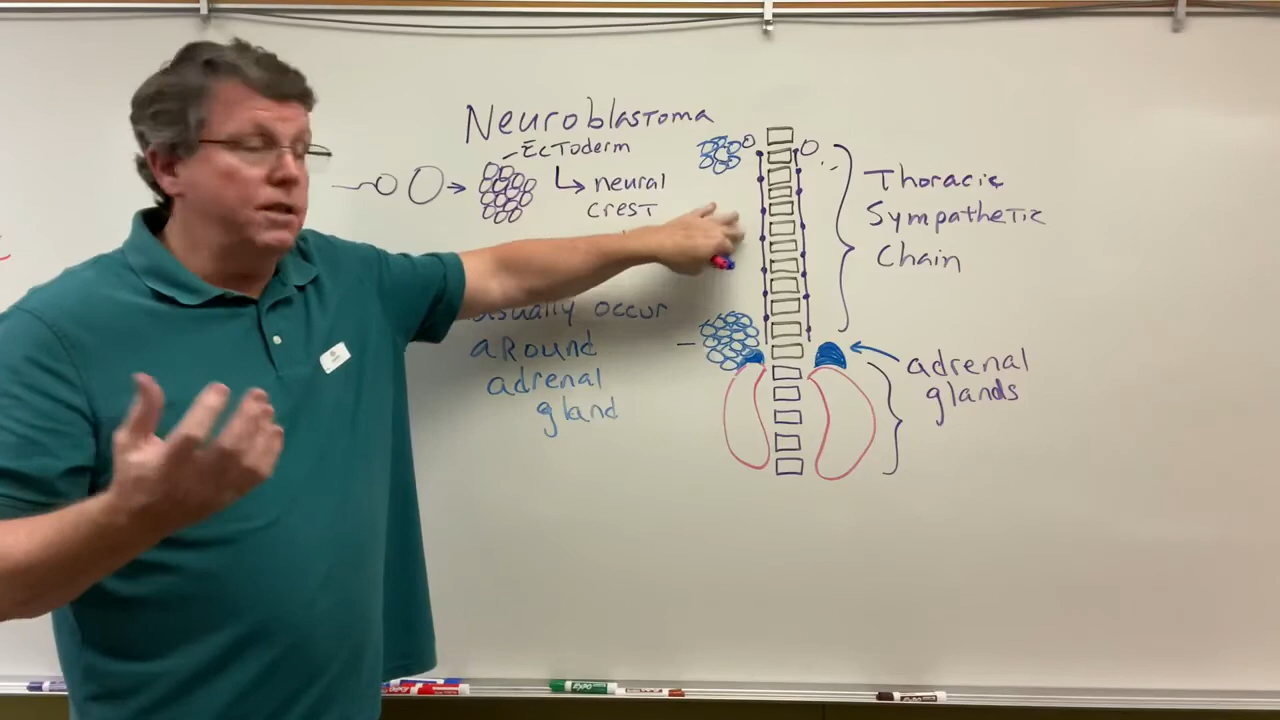 Neuroblastoma
- Ectoderm
neural
crest
usually occur
around
adrenal
gland
Thoracic
Sympathetic
Chain
adrenal
glands